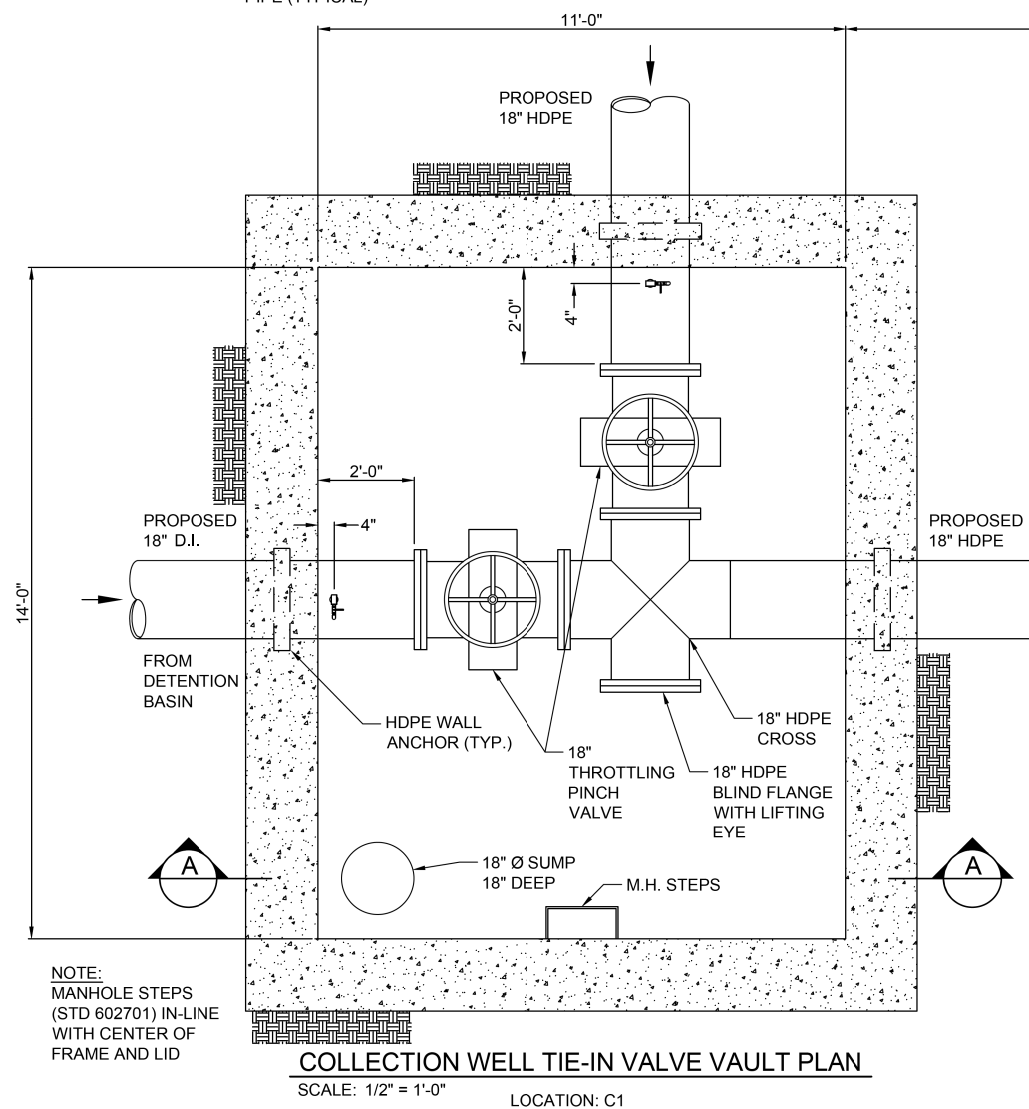 PIPE (TYPICAL)
11'-0"
PROPOSED
18" HDPE
2'-0"
4"
2'-0"
4"
PROPOSED
18" D.I.
PROPOSED
18" HDPE
14'-0"
FROM
DETENTION
BASIN
HDPE WALL
ANCHOR (TYP.)
18"
THROTTLING
PINCH
VALVE
18" HDPE
CROSS
18" HDPE
BLIND FLANGE
WITH LIFTING
EYE
A
18" Ø SUMP
18" DEEP
M.H. STEPS
A
NOTE:
MANHOLE STEPS
(STD 602701) IN-LINE
WITH CENTER OF
FRAME AND LID
COLLECTION WELL TIE-IN VALVE VAULT PLAN
SCALE: 1/2" = 1'-0"
LOCATION: C1